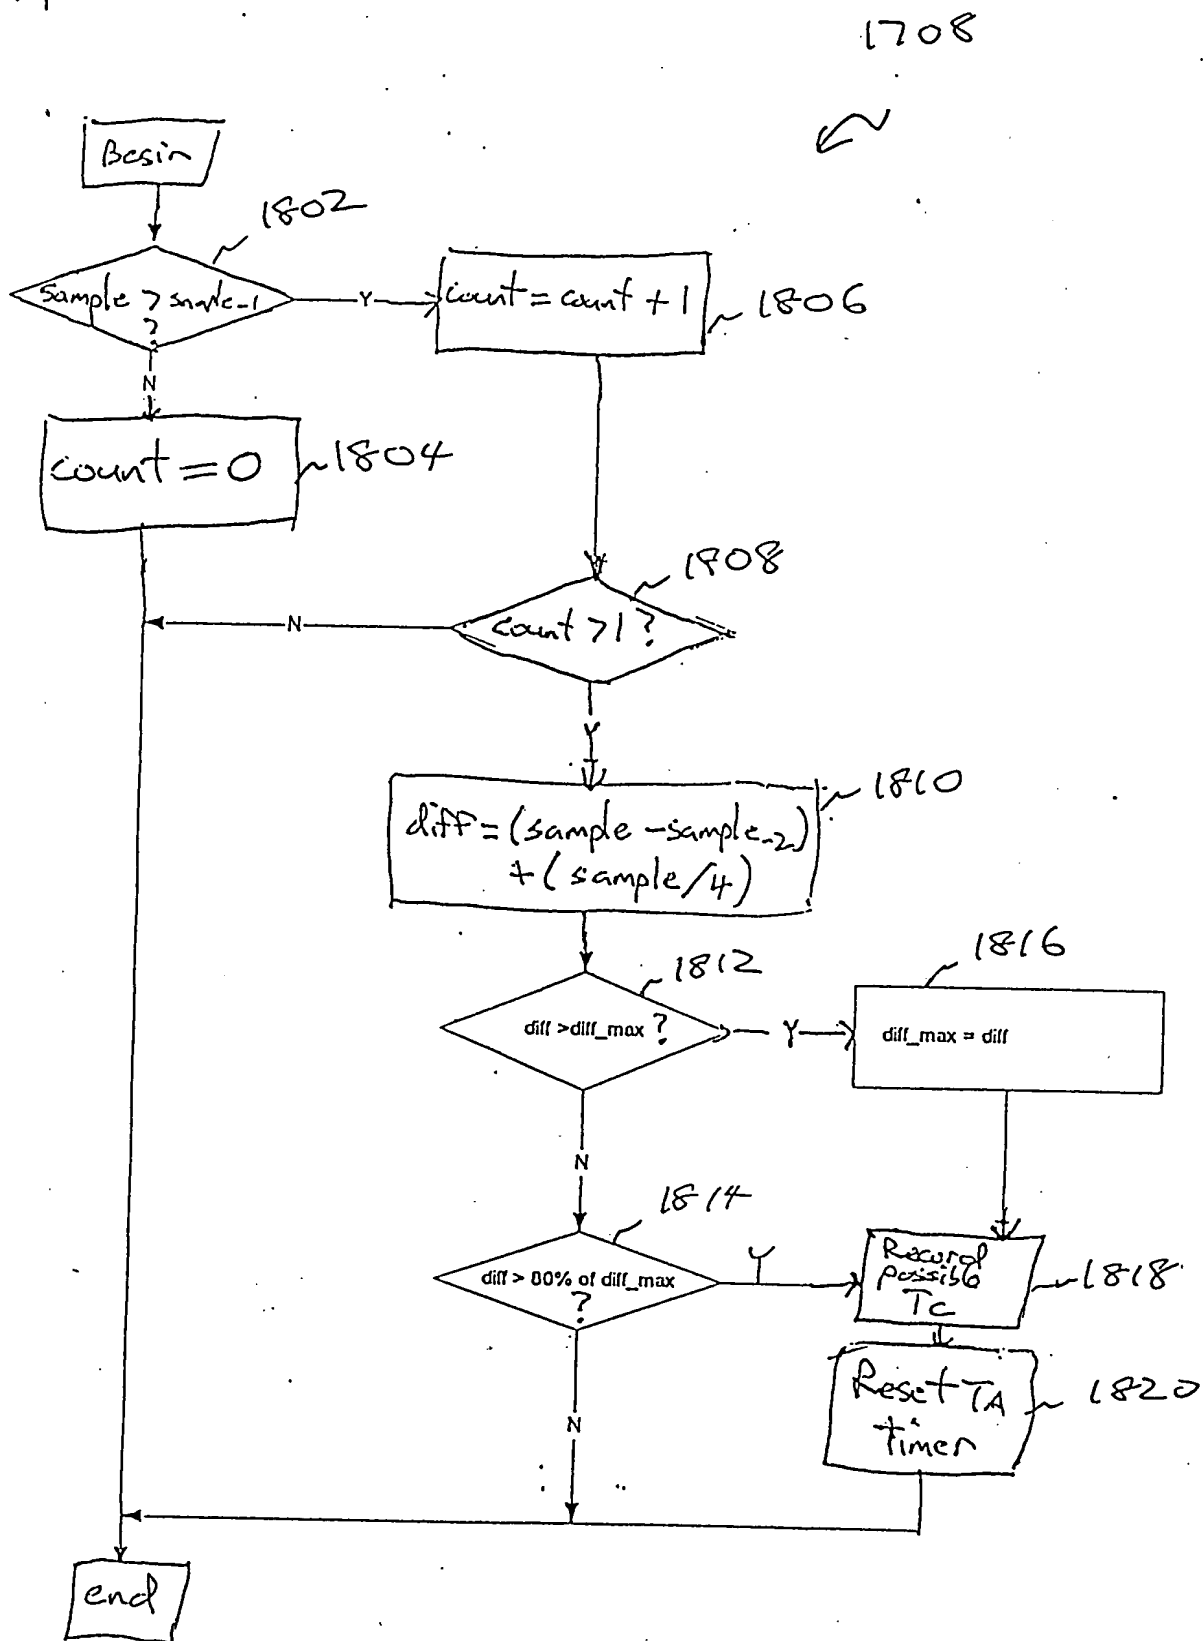 1708
Begin
1802
sample > sample-1
?
Y
count = count + 1
1806
N
count = 0
1804
1808
count > 1 ?
N
Y
1810
diff = (sample - sample-2)
+ (sample/4)
1812
diff >diff_max ?
Y
1816
diff_max = diff
N
1814
diff > 80% of diff_max
?
Y
Record
possible
TC
1818
N
Reset TA
timer
1820
end